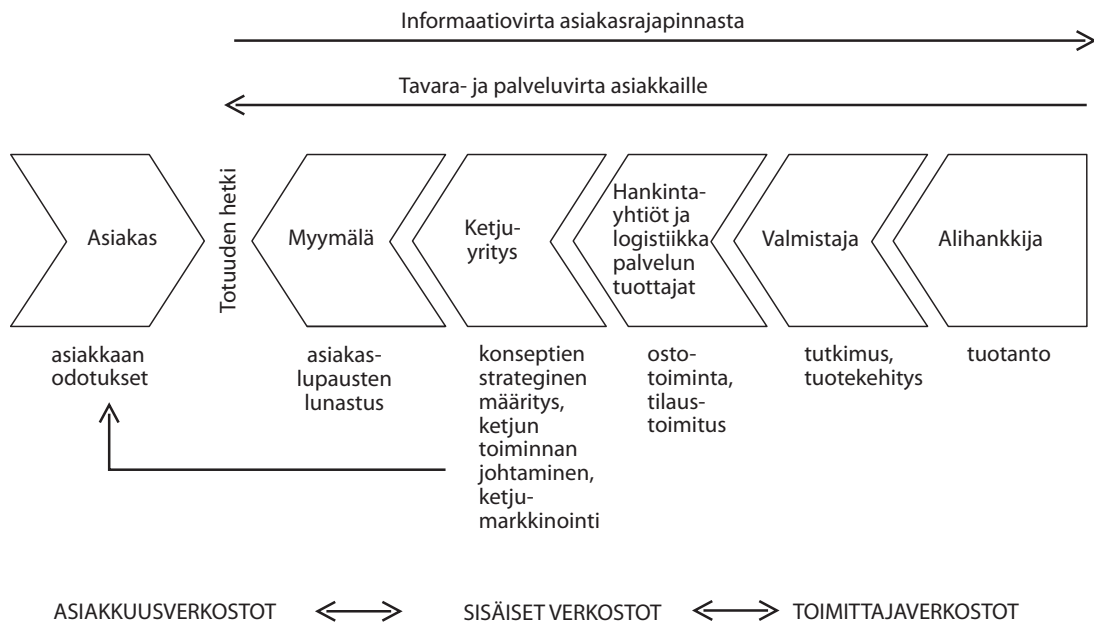 Informaatiovirta asiakasrajapinnasta
Tavara- ja palveluvirta asiakkaille
Asiakas
Totuuden hetki
Myymälä
Ketju-
yritys
Hankinta-
yhtiöt ja
logistiikka
palvelun
tuottajat
Valmistaja
Alihankkija
asiakkaan
odotukset
asiakas-
lupausten
lunastus
konseptien
strateginen
määritys,
ketjun
toiminnan
johtaminen,
ketju-
markkinointi
osto-
toiminta,
tilaus-
toimitus
tutkimus,
tuotekehitys
tuotanto
ASIAKKUUSVERKOSTOT
SISÄISET VERKOSTOT
TOIMITTAJAVERKOSTOT